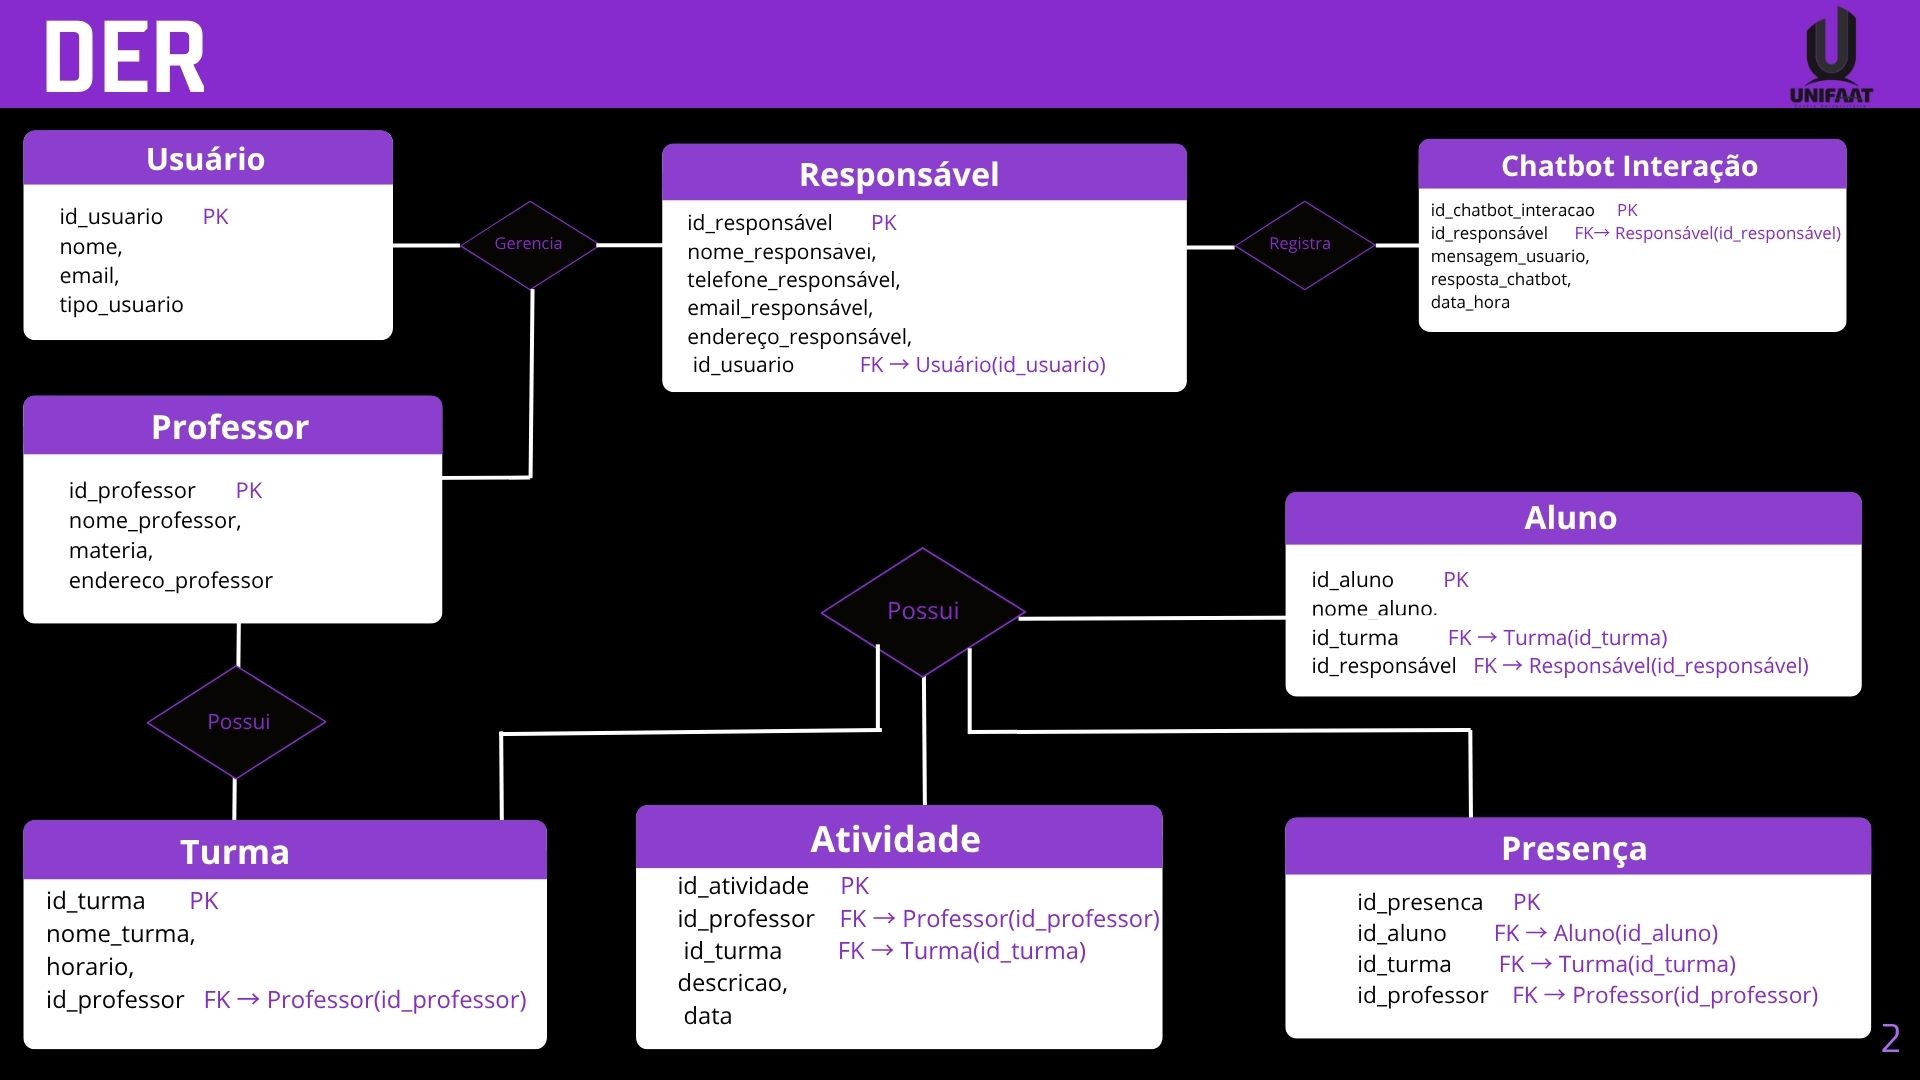 DER
UNIFAAT
Usuário
id_usuario PK
nome,
email,
tipo_usuario
Gerencia
Responsável
id_responsável PK
nome_responsável,
telefone_responsável,
email_responsável,
endereço_responsável,
id_usuario FK → Usuário(id_usuario)
Registra
Chatbot Interação
id_chatbot_interacao PK
id_responsável FK→ Responsável(id_responsável)
mensagem_usuario,
resposta_chatbot,
data_hora
Professor
id_professor PK
nome_professor,
materia,
endereco_professor
Possui
Aluno
id_aluno PK
nome_aluno,
id_turma FK → Turma(id_turma)
id_responsável FK → Responsável(id_responsável)
Possui
Turma
id_turma PK
nome_turma,
horario,
id_professor FK → Professor(id_professor)
Atividade
id_atividade PK
id_professor FK → Professor(id_professor)
id_turma FK → Turma(id_turma)
descricao,
data
Presença
id_presenca PK
id_aluno FK → Aluno(id_aluno)
id_turma FK → Turma(id_turma)
id_professor FK → Professor(id_professor)
2